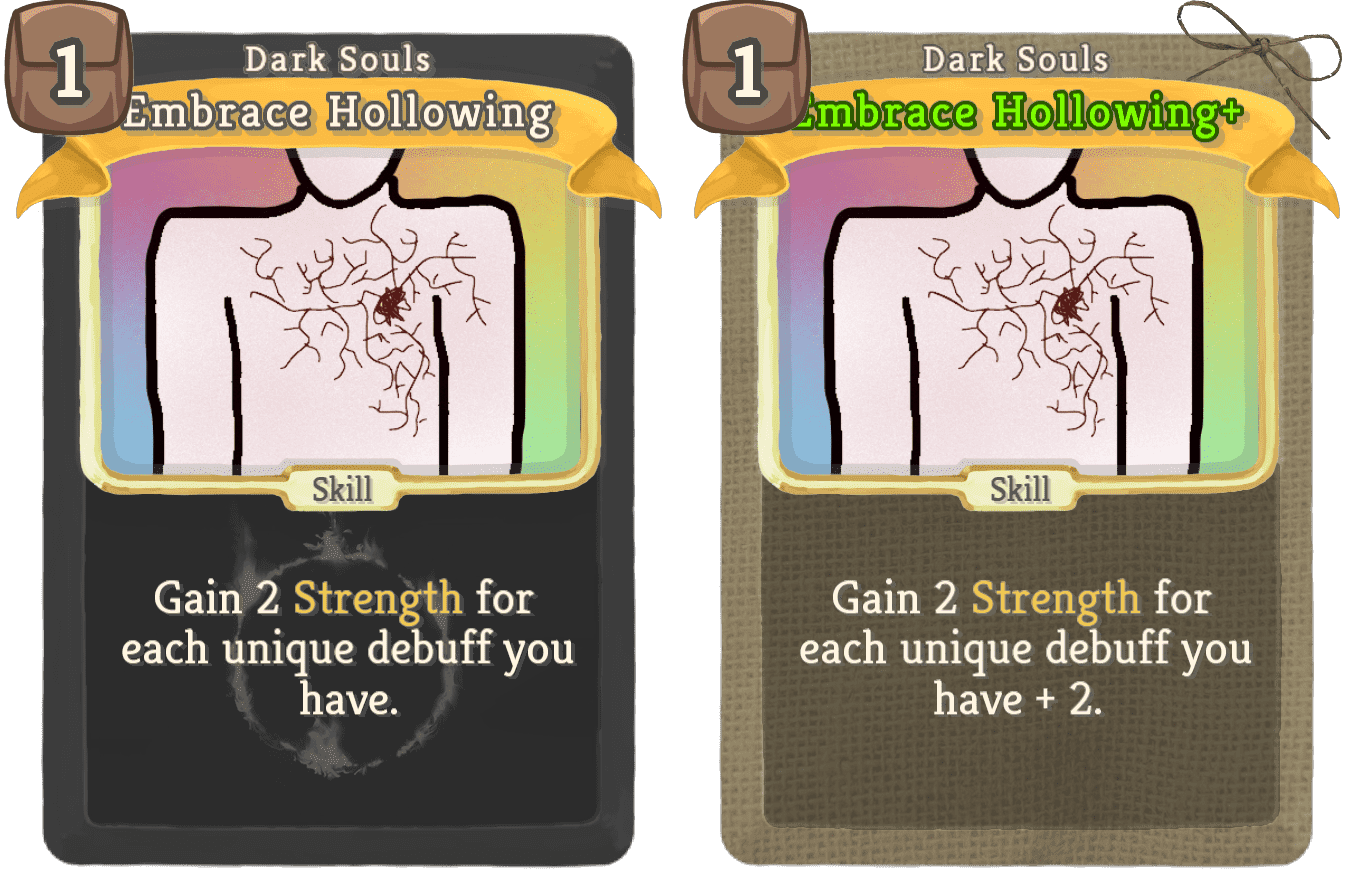 1
Dark Souls
Embrace Hollowing
Skill
Gain 2 Strength for
each unique debuff you
have.
1
Dark Souls
Embrace Hollowing+
Skill
Gain 2 Strength for
each unique debuff you
have + 2.